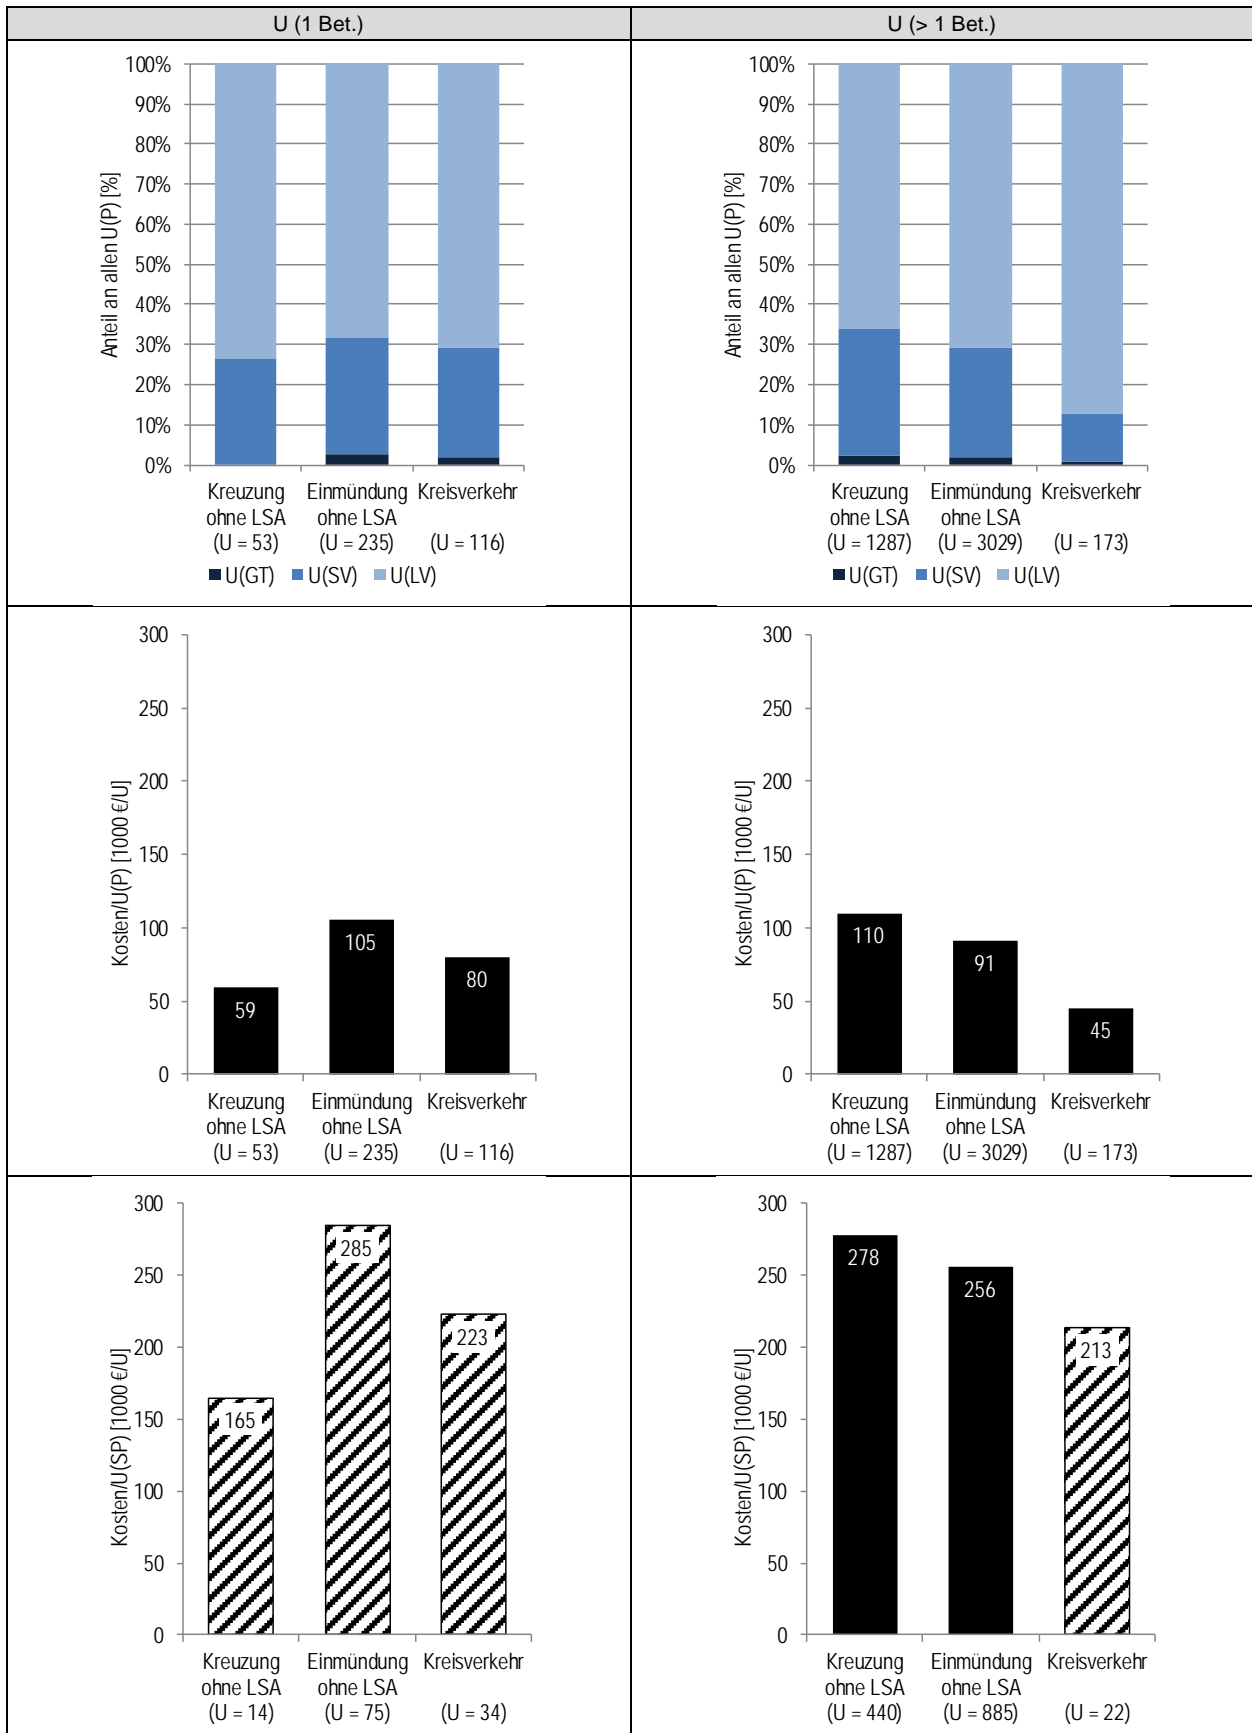 U (1 Bet.)
U (> 1 Bet.)
Anteil an allen U(P) [%]
100%
90%
80%
70%
60%
50%
40%
30%
20%
10%
0%
Kreuzung Einmündung Kreisverkehr
ohne LSA ohne LSA
(U = 53) (U = 235) (U = 116)
U(GT) U(SV) U(LV)
Anteil an allen U(P) [%]
100%
90%
80%
70%
60%
50%
40%
30%
20%
10%
0%
Kreuzung Einmündung Kreisverkehr
ohne LSA ohne LSA
(U = 1287) (U = 3029) (U = 173)
U(GT) U(SV) U(LV)
Kosten/U(P) [1000 €/U]
300
250
200
150
100
50
0
59
105
80
Kreuzung Einmündung Kreisverkehr
ohne LSA ohne LSA
(U = 53) (U = 235) (U = 116)
Kosten/U(P) [1000 €/U]
300
250
200
150
100
50
0
110
91
45
Kreuzung Einmündung Kreisverkehr
ohne LSA ohne LSA
(U = 1287) (U = 3029) (U = 173)
Kosten/U(SP) [1000 €/U]
300
250
200
150
100
50
0
165
285
223
Kreuzung Einmündung Kreisverkehr
ohne LSA ohne LSA
(U = 14) (U = 75) (U = 34)
Kosten/U(SP) [1000 €/U]
300
250
200
150
100
50
0
278
256
213
Kreuzung Einmündung Kreisverkehr
ohne LSA ohne LSA
(U = 440) (U = 885) (U = 22)